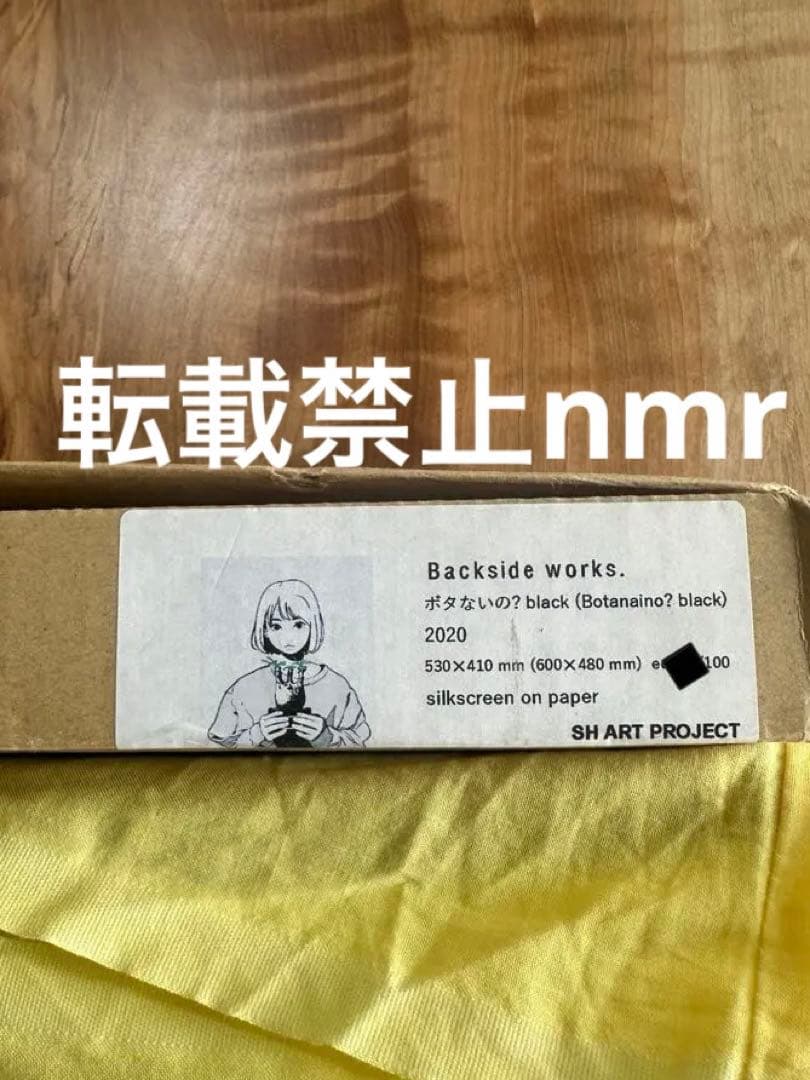 転載禁止nmr
Backside works.
ボタないの? black (Botanaino? black)
2020
530×410 mm (600×480 mm) /100
silkscreen on paper
SH ART PROJECT